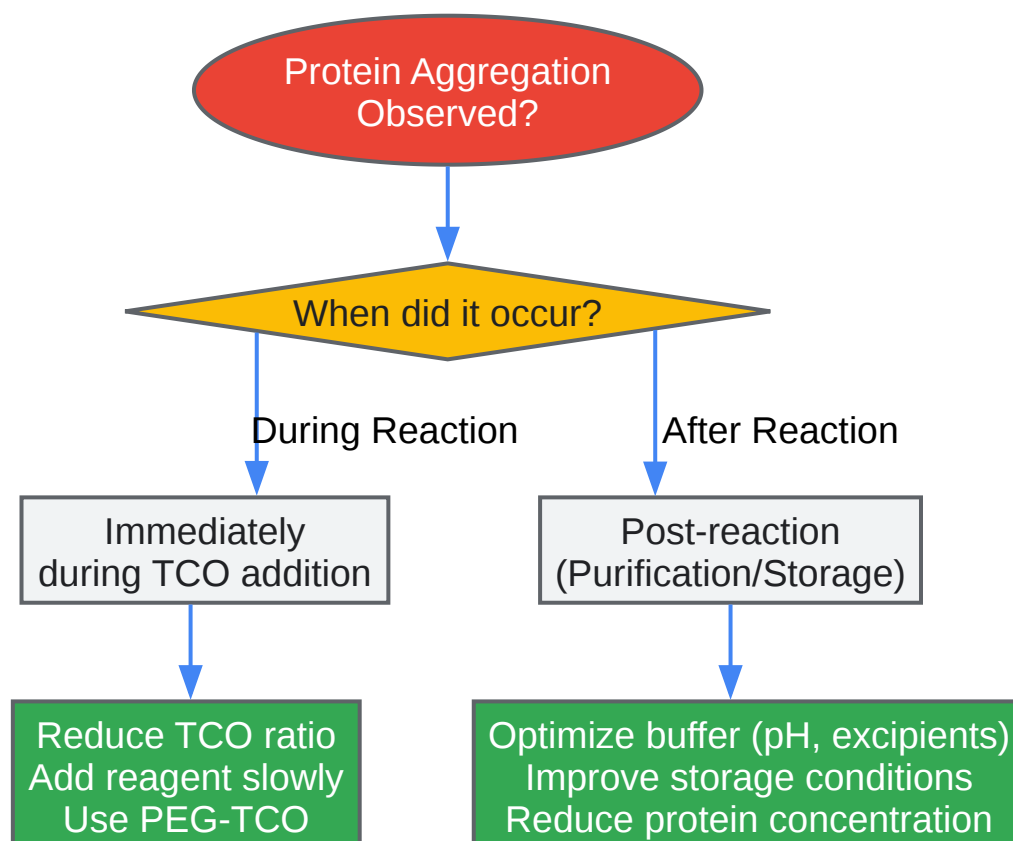 Protein Aggregation
Observed?
When did it occur?
During Reaction
After Reaction
Immediately
during TCO addition
Post-reaction
(Purification/Storage)
Reduce TCO ratio
Add reagent slowly
Use PEG-TCO
Optimize buffer (pH, excipients)
Improve storage conditions
Reduce protein concentration